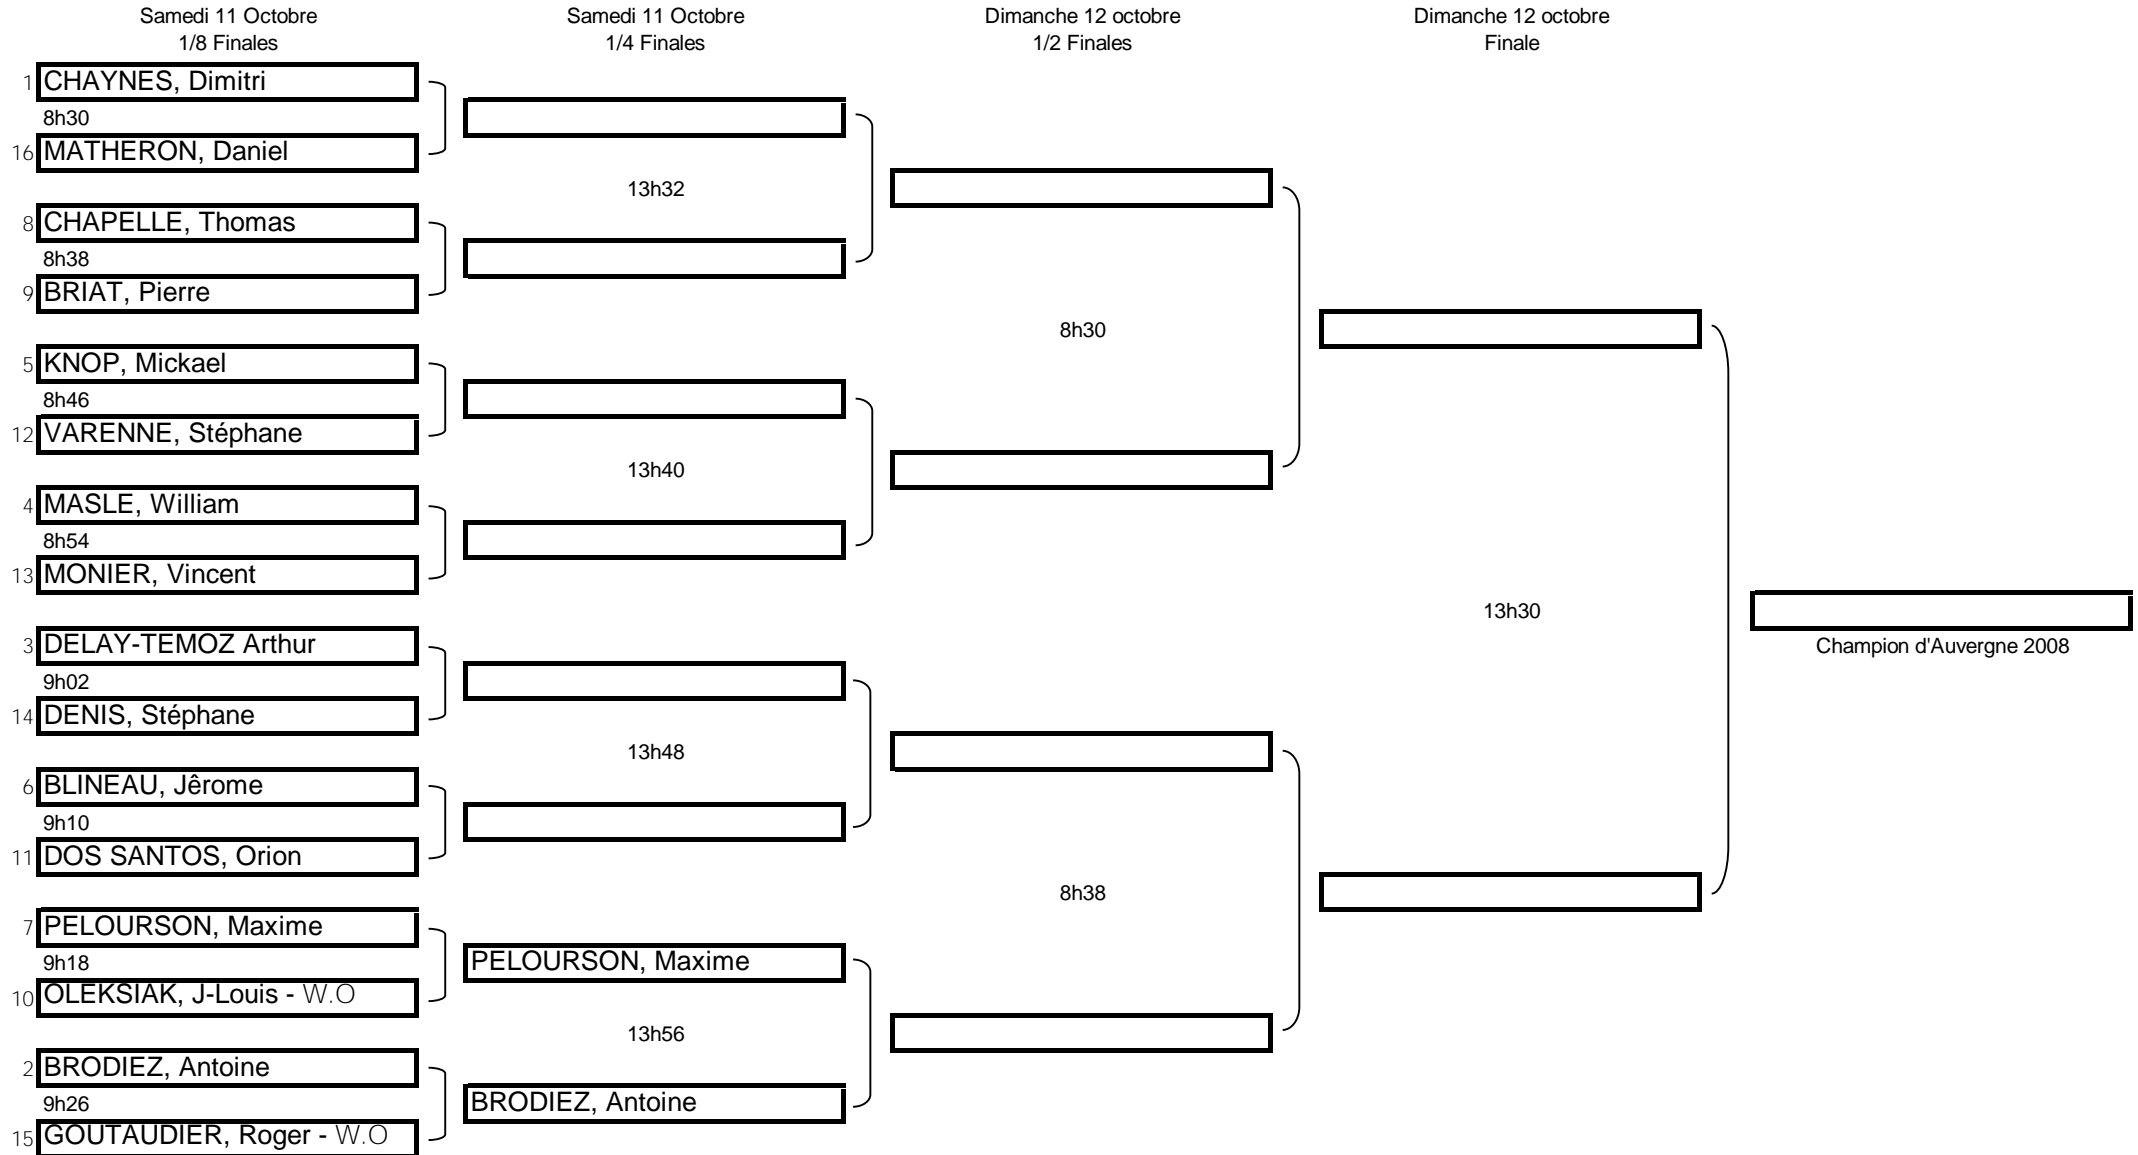 Samedi 11 Octobre
1/8 Finales
Samedi 11 Octobre
1/4 Finales
Dimanche 12 octobre
1/2 Finales
Dimanche 12 octobre
Finale
1 CHAYNES, Dimitri
8h30
16 MATHERON, Daniel
13h32
8 CHAPELLE, Thomas
8h38
9 BRIAT, Pierre
8h30
5 KNOP, Mickael
8h46
12 VARENNE, Stéphane
13h40
4 MASLE, William
8h54
13 MONIER, Vincent
13h30
Champion d'Auvergne 2008
3 DELAY-TEMOZ Arthur
9h02
14 DENIS, Stéphane
13h48
6 BLINEAU, Jêrome
9h10
11 DOS SANTOS, Orion
8h38
7 PELOURSON, Maxime
9h18
10 OLEKSIAK, J-Louis - W.O
PELOURSON, Maxime
13h56
BRODIEZ, Antoine
2 BRODIEZ, Antoine
9h26
15 GOUTAUDIER, Roger - W.O